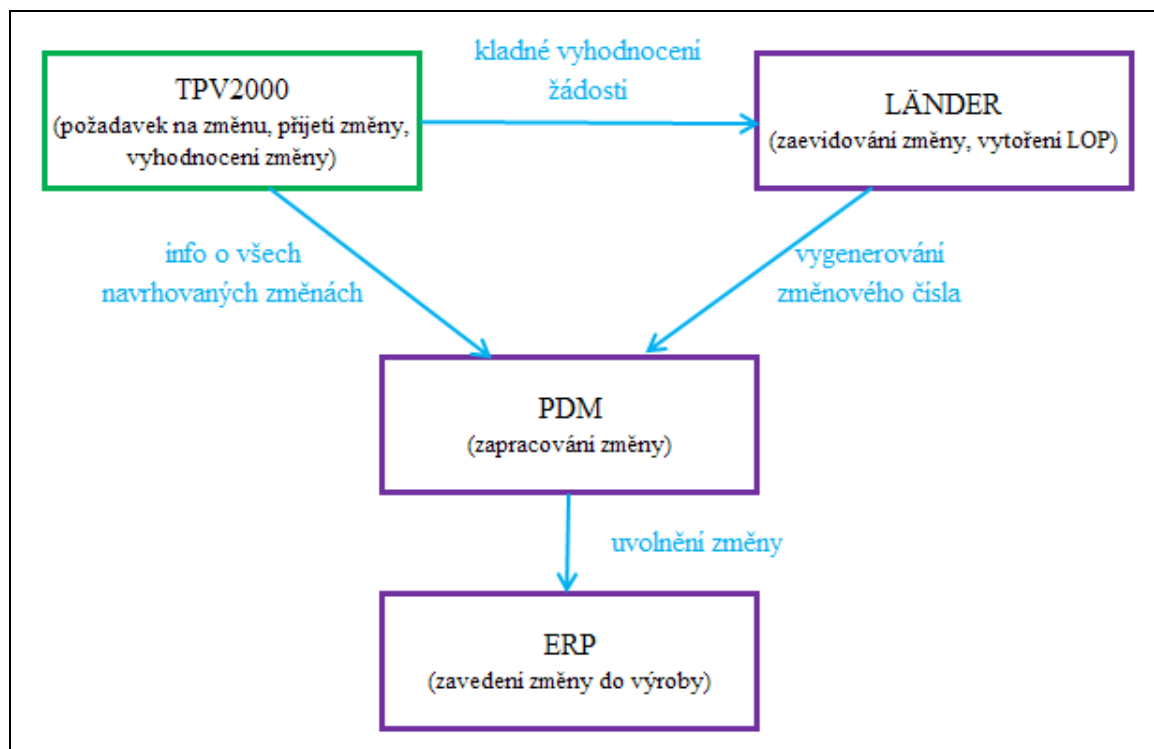 kladné vyhodnocení
žádosti
TPV2000
(požadavek na změnu, přijetí změny,
vyhodnocení změny)
LÄNDER
(zaevidování změny, vytoření LOP)
info o všech
navrhovaných změnách
vygenerování
změnového čísla
PDM
(zapracování změny)
uvolnění změny
ERP
(zavedení změny do výroby)